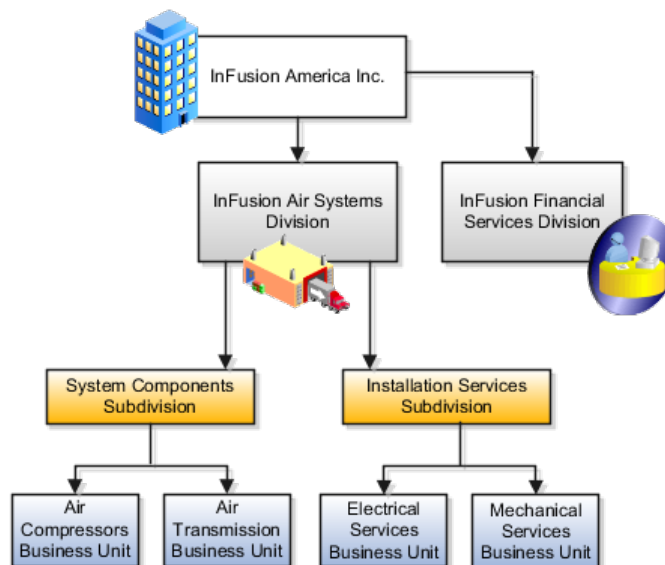 InFusion America Inc.
InFusion Air Systems
Division
InFusion Financial
Services Division
System Components
Subdivision
Installation Services
Subdivision
Air
Compressors
Business Unit
Air
Transmission
Business Unit
Electrical
Services
Business Unit
Mechanical
Services
Business Unit